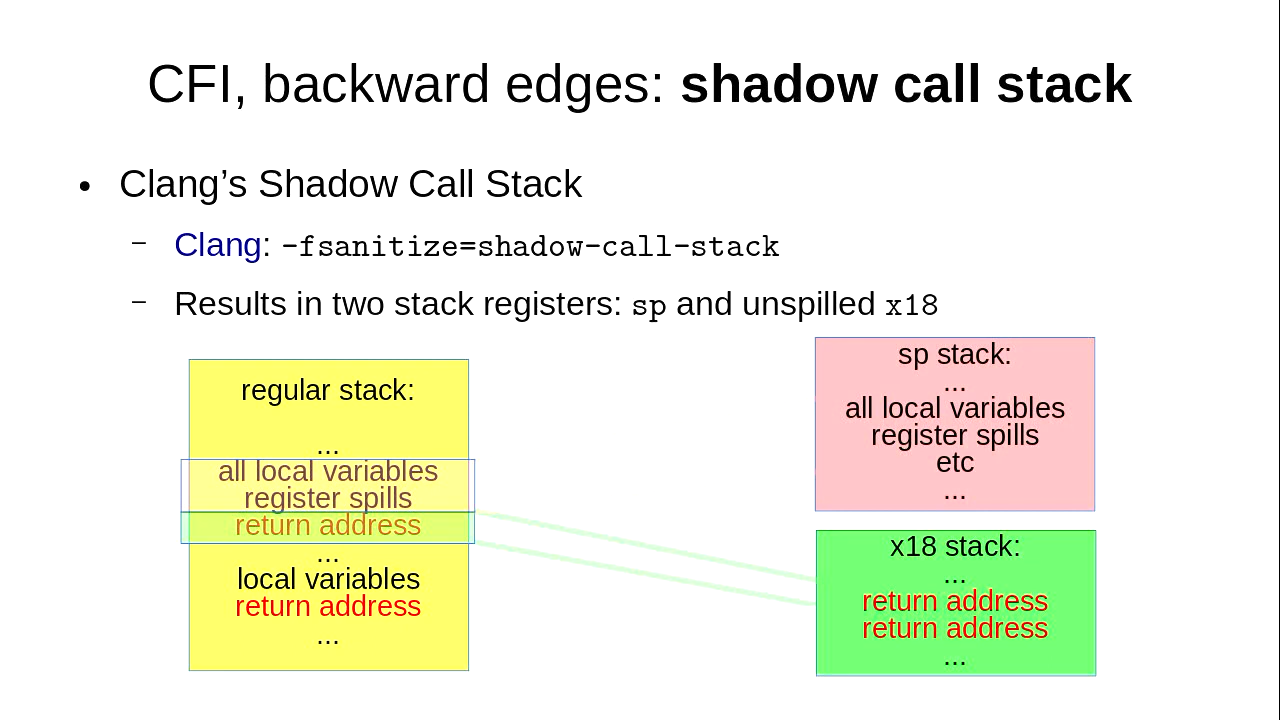 CFI, backward edges: shadow call stack
• Clang’s Shadow Call Stack
– Clang: -fsanitize=shadow-call-stack
– Results in two stack registers: sp and unspilled x18
regular stack:
...
all local variables
register spills
return address
...
local variables
return address
...
sp stack:
...
all local variables
register spills
etc
...
x18 stack:
...
return address
return address
...